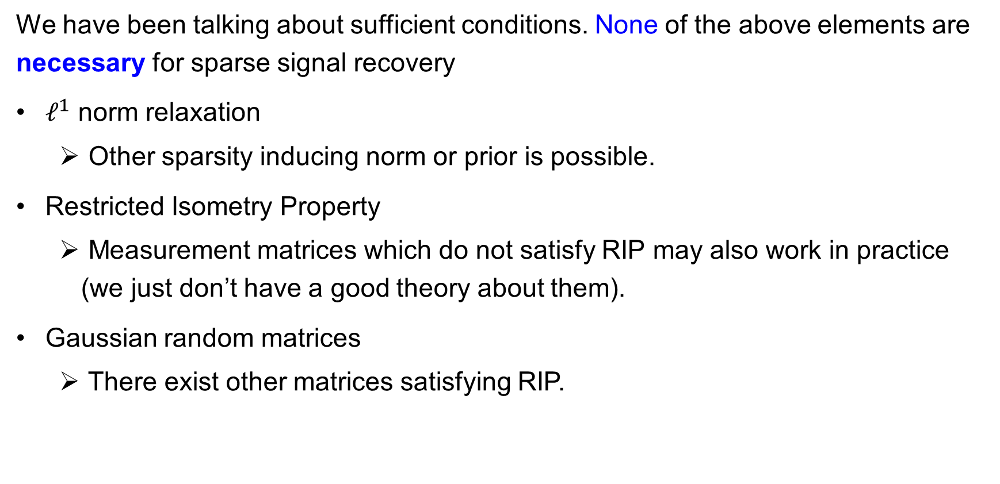 We have been talking about sufficient conditions. None of the above elements are
necessary for sparse signal recovery
• ℓ¹ norm relaxation
➢ Other sparsity inducing norm or prior is possible.
• Restricted Isometry Property
➢ Measurement matrices which do not satisfy RIP may also work in practice
(we just don’t have a good theory about them).
• Gaussian random matrices
➢ There exist other matrices satisfying RIP.